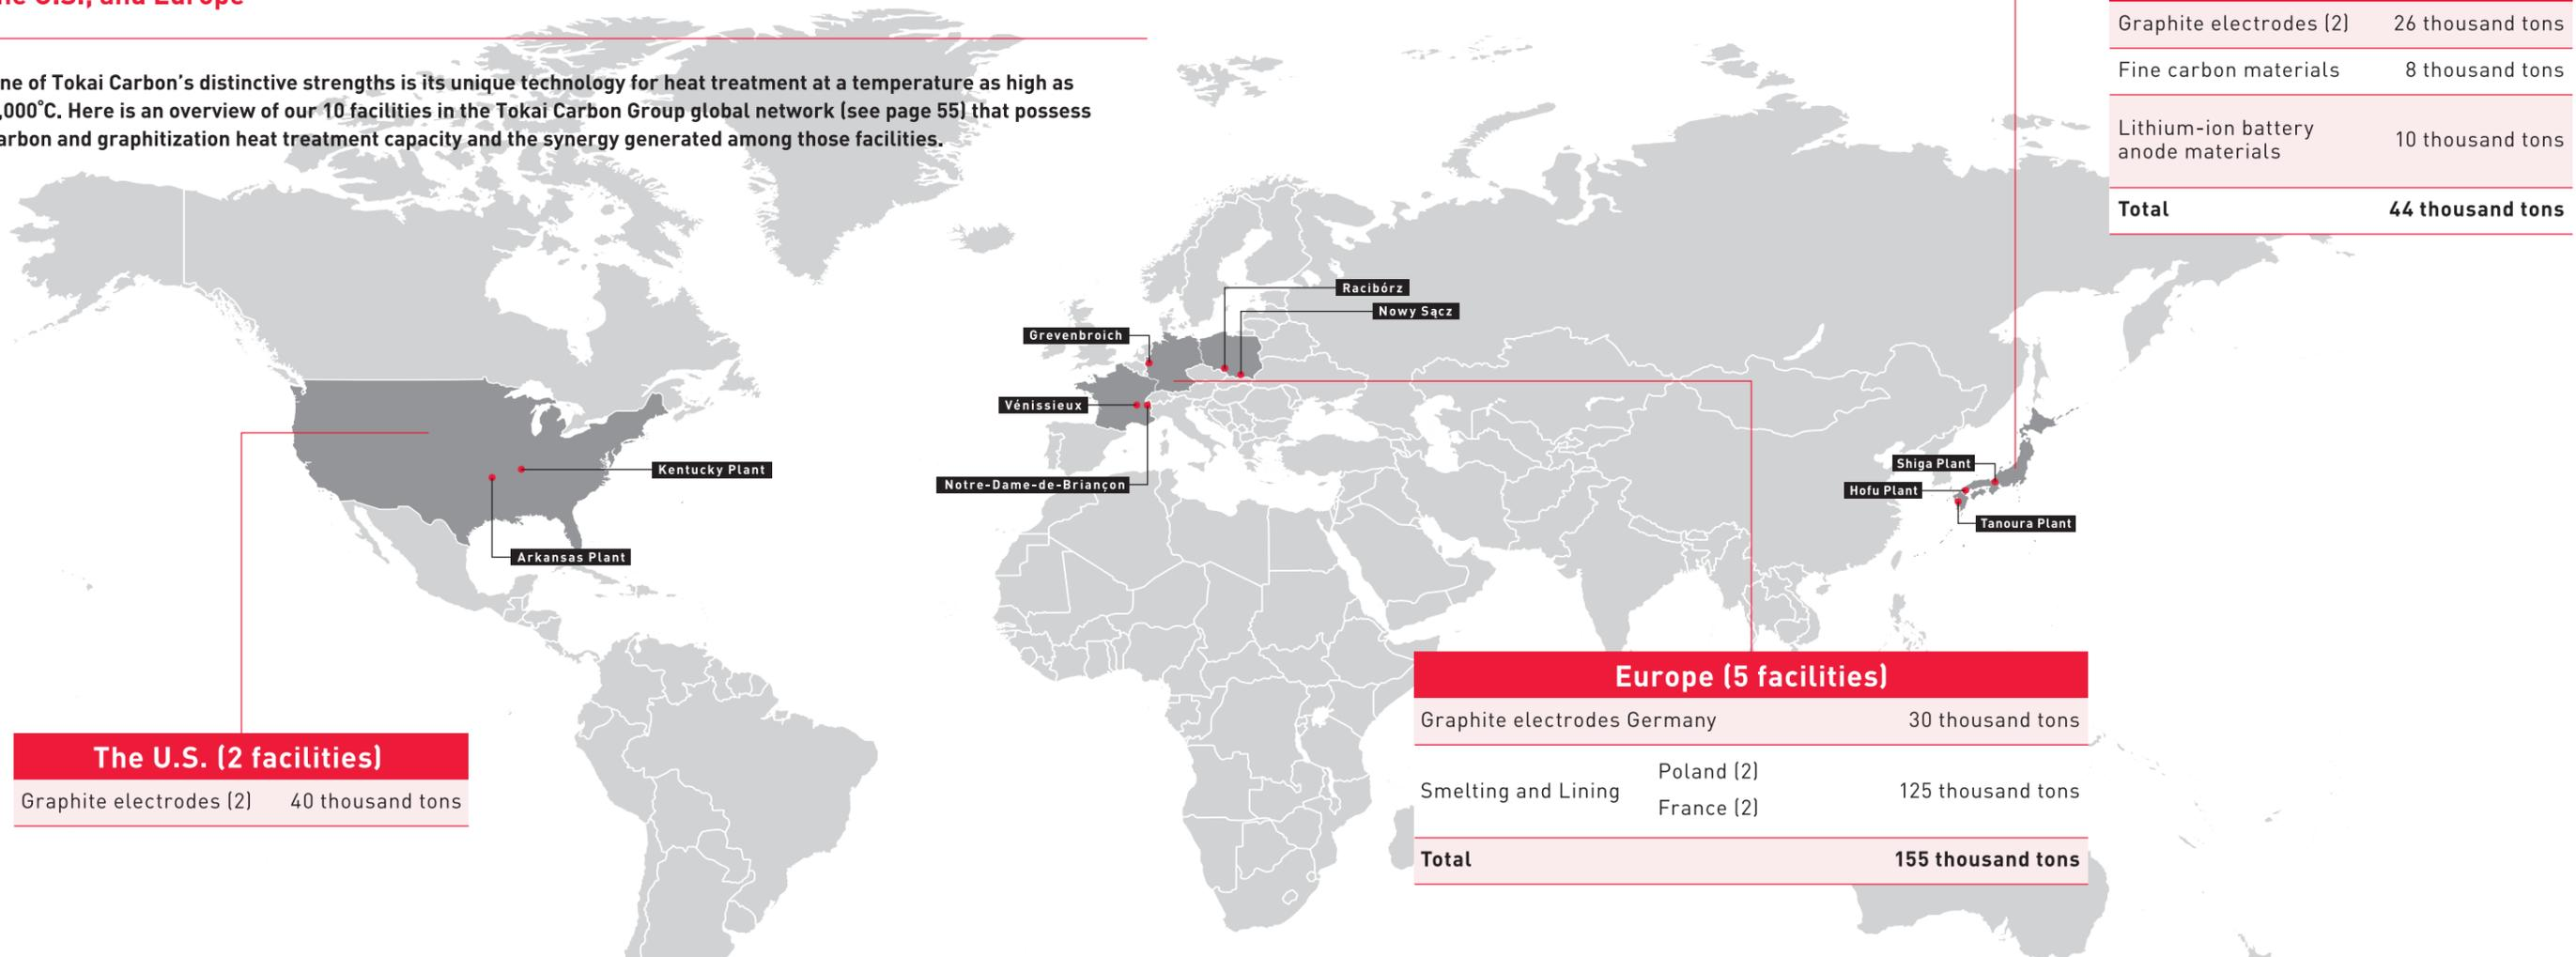 and Europe
ne of Tokai Carbon's distinctive strengths is its unique technology for heat treatment at a temperature as high as
,000°C. Here is an overview of our 10 facilities in the Tokai Carbon Group global network (see page 55) that possess
arbon and graphitization heat treatment capacity and the synergy generated among those facilities.
Graphite electrodes (2) 26 thousand tons
Fine carbon materials 8 thousand tons
Lithium-ion battery
anode materials 10 thousand tons
Total 44 thousand tons
Racibórz
Nowy Sącz
Grevenbroich
Vénissieux
Notre-Dame-de-Briançon
Kentucky Plant
Arkansas Plant
Shiga Plant
Hofu Plant
Tanoura Plant
The U.S. (2 facilities)
Graphite electrodes (2) 40 thousand tons
Europe (5 facilities)
Graphite electrodes Germany 30 thousand tons
Poland (2)
Smelting and Lining 125 thousand tons
France (2)
Total 155 thousand tons